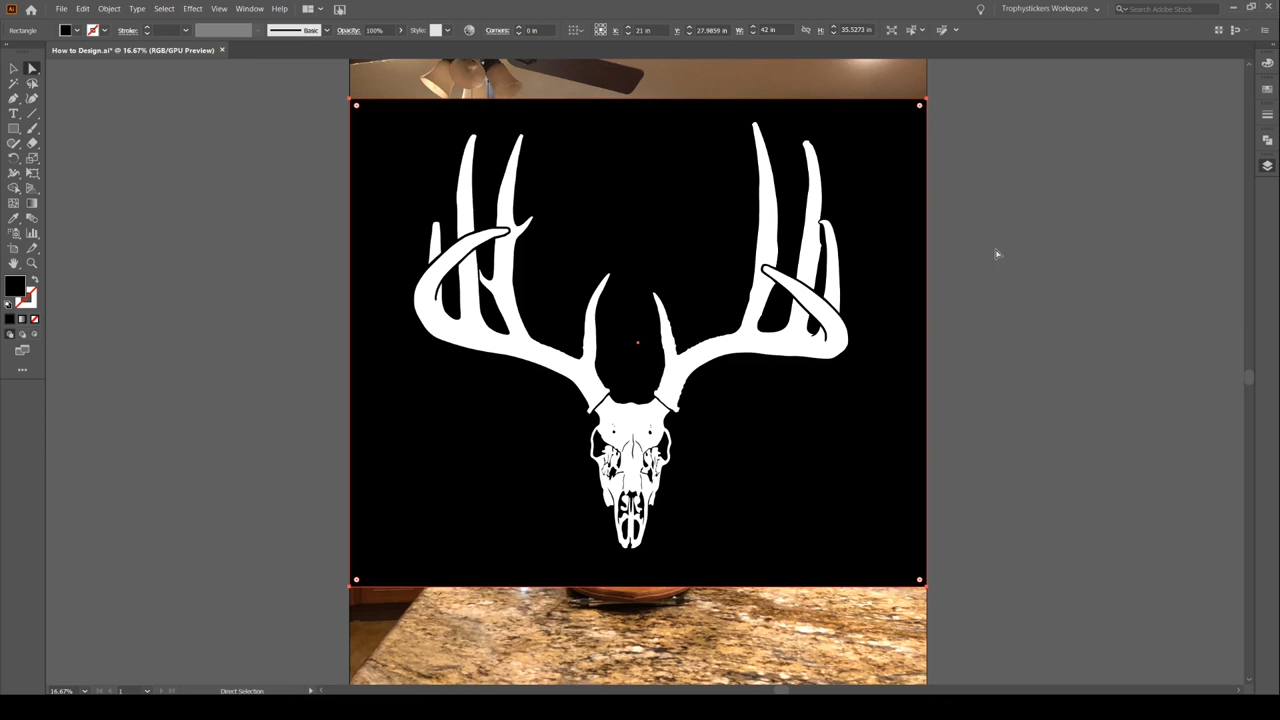 Ai File Edit Object Type Select Effect View Window Help Trophystickers Workspace Search Adobe Stock
Rectangle Stroke: Basic Opacity: 100% Style: Corners: 0 in X: 21 in Y: 27.9859 in W: 42 in H: 35.5273 in
How to Design.ai* @ 16.67% (RGB/GPU Preview)
T
16.67% 1 Direct Selection